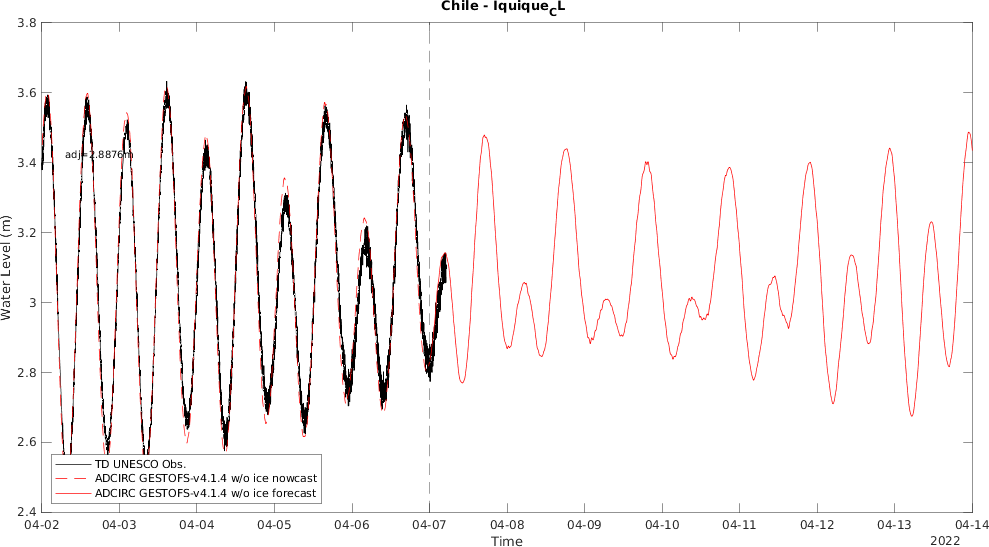 Chile - Iquique_CL
3.8
3.6
3.4
3.2
3
2.8
2.6
2.4
Water Level (m)
adj=2.8876m
TD UNESCO Obs.
ADCIRC GESTOFS-v4.1.4 w/o ice nowcast
ADCIRC GESTOFS-v4.1.4 w/o ice forecast
04-02 04-03 04-04 04-05 04-06 04-07 04-08 04-09 04-10 04-11 04-12 04-13 04-14
Time
2022